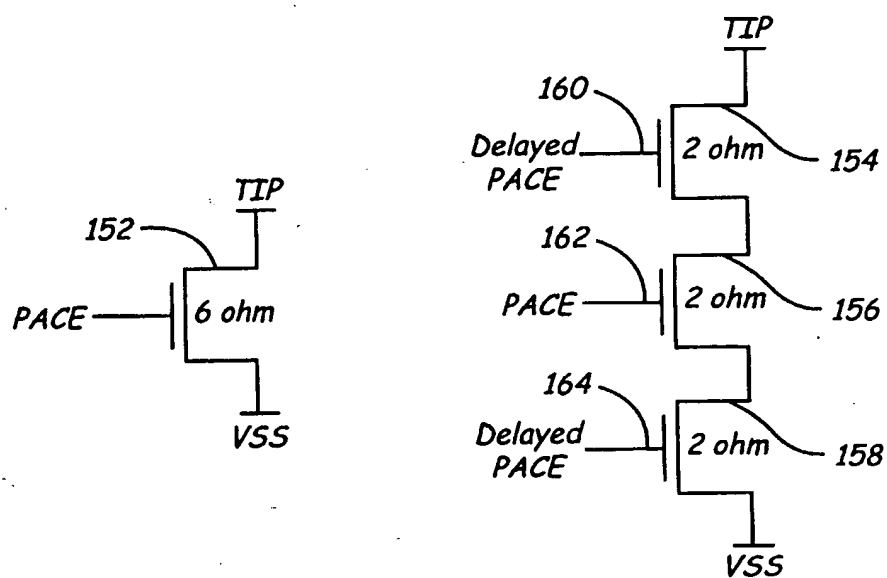 TIP
152
PACE
6 ohm
VSS
TIP
160
Delayed
PACE
2 ohm
154
162
PACE
2 ohm
156
164
Delayed
PACE
2 ohm
158
VSS